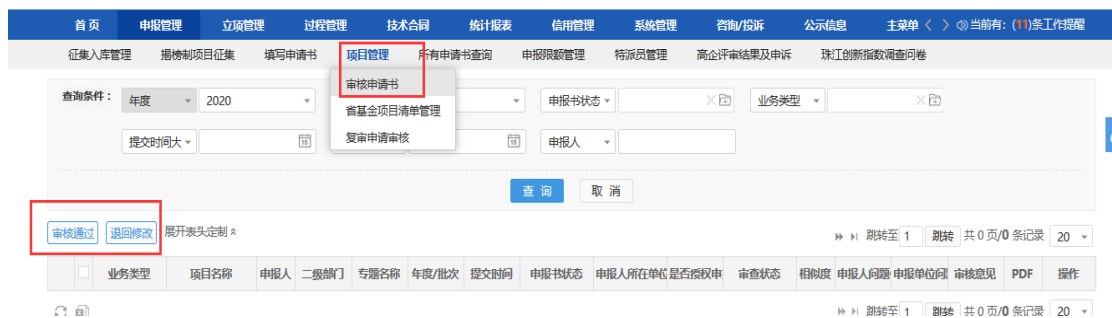 首页 申报管理 立项管理 过程管理 技术合同 统计报表 信用管理 系统管理 咨询/投诉 公示信息 主菜单 < > 当前有: (11)条工作提醒
征集入库管理 揭榜制项目征集 填写申请书 项目管理 所有申请书查询 申报限额管理 特派员管理 高企评审结果及申诉 珠江创新指数调查问卷
审核申请书
省基金项目清单管理
复审申请审核
查询条件: 年度 2020 申报书状态 业务类型
提交时间大 15 15 申报人
查 询 取 消
审核通过 退回修改 展开表头定制
跳转至 1 跳转 共 0 页/0 条记录 20
业务类型 项目名称 申报人 二级部门 专题名称 年度/批次 提交时间 申报书状态 申报人所在单位 是否授权申 审查状态 相似度 申报人问题 申报单位问 审核意见 PDF 操作
跳转至 1 跳转 共 0 页/0 条记录 20